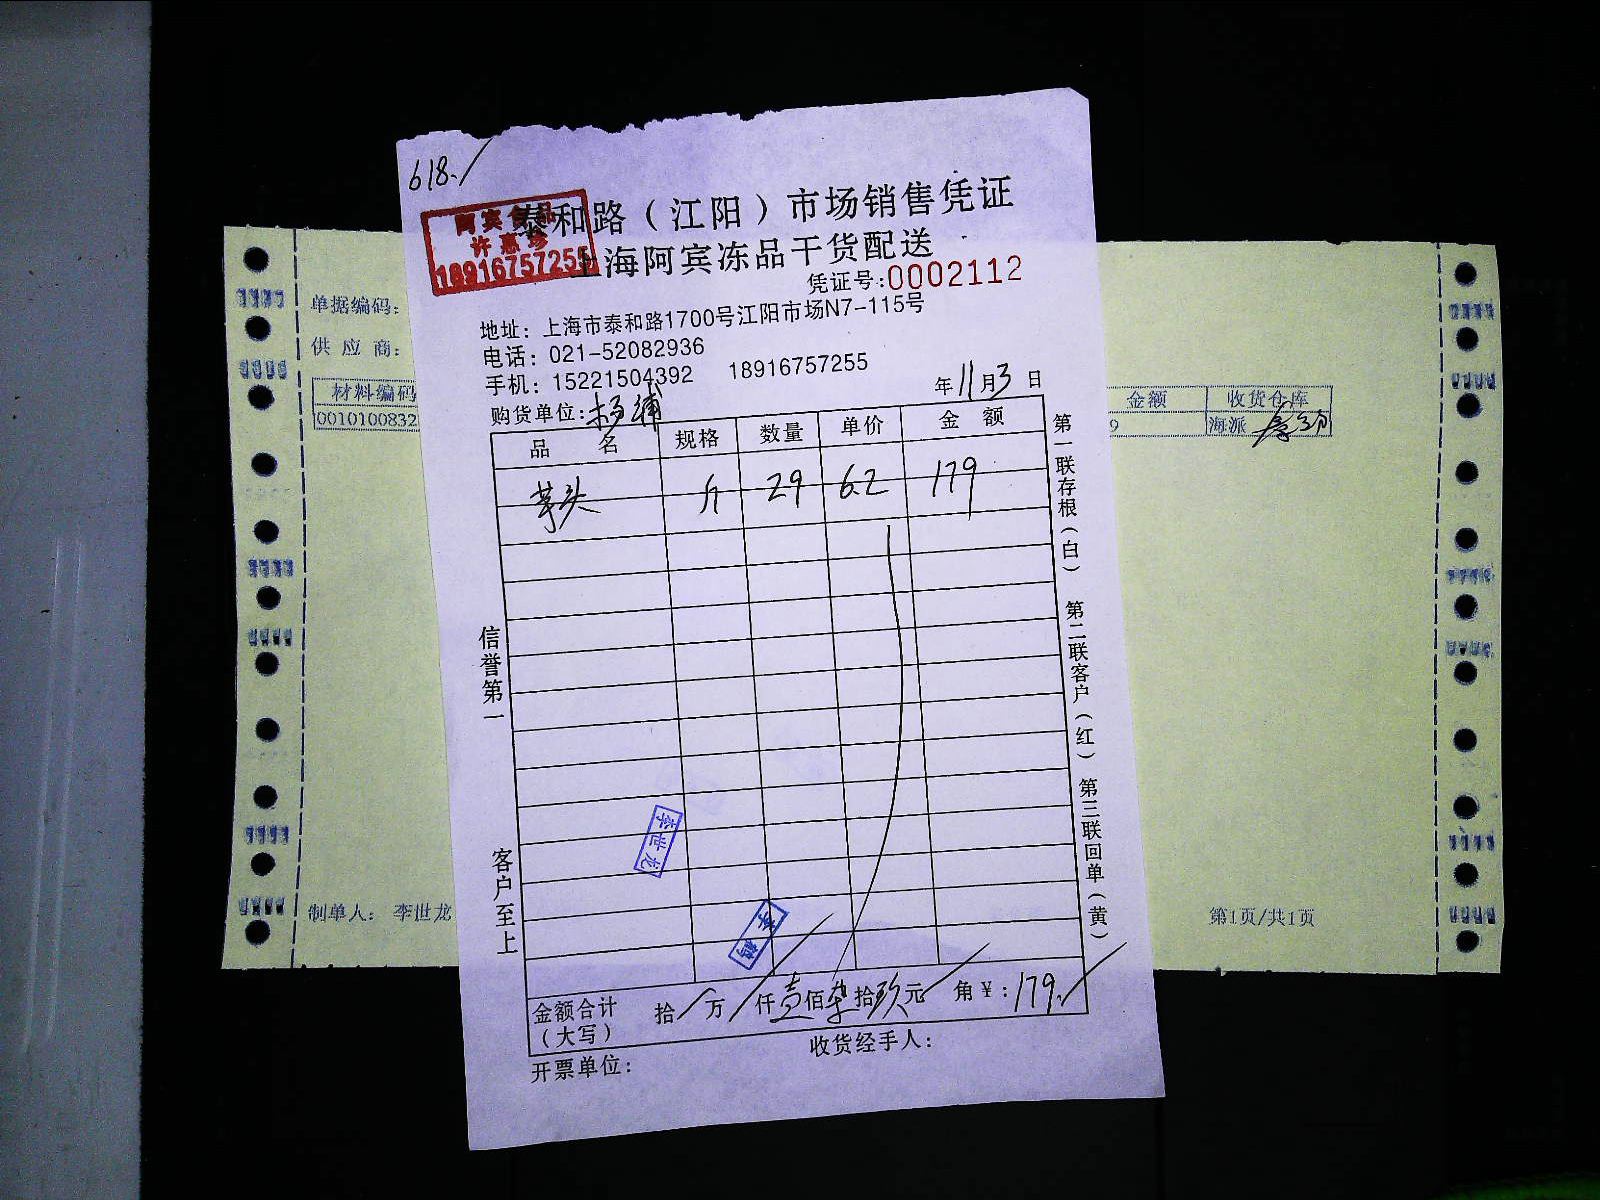 618.
泰和路（江阳）市场销售凭证
阿宾食品
许惠珍
18916757255
上海阿宾冻品干货配送
凭证号:0002112
地址：上海市泰和路1700号江阳市场N7-115号
电话：021-52082936
手机：15221504392 18916757255
购货单位:杨浦 年11月3日
品名 规格 数量 单价 金额
芋头 斤 29 6.2 179
第一联存根（白） 第二联客户（红） 第三联回单（黄）
信誉第一 客户至上
李世龙
李鹤
金额合计（大写） 拾 万 仟壹佰柒拾玖元 角￥:179.
开票单位： 收货经手人：
单据编码：
供应商：
材料编码 金额 收货仓库
0010100832 9 海派
制单人：李世龙
第1页/共1页